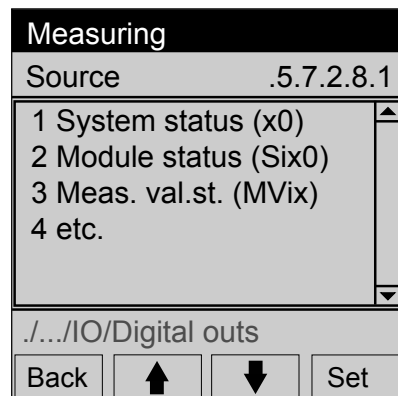 Measuring
Source .5.7.2.8.1
1 System status (x0)
2 Module status (Six0)
3 Meas. val.st. (MVix)
4 etc.
./.../IO/Digital outs
Back Set